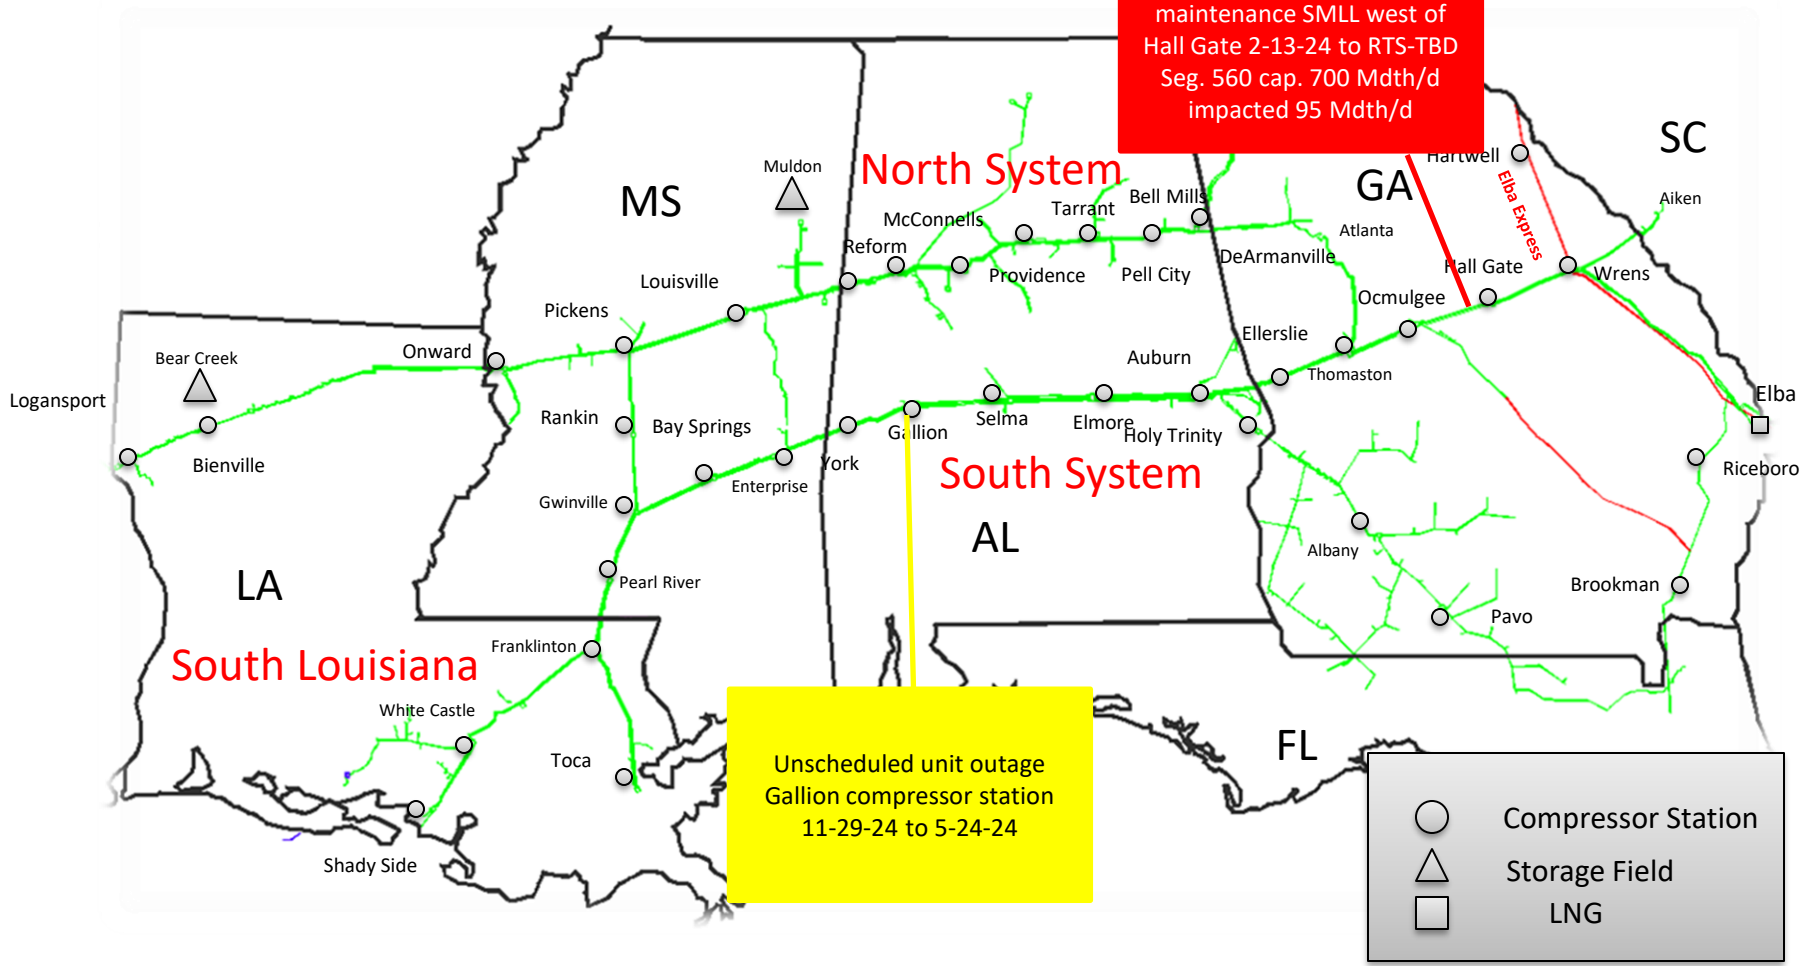 maintenance SMLL west of
Hall Gate 2-13-24 to RTS-TBD
Seg. 560 cap. 700 Mdth/d
impacted 95 Mdth/d
SC
Hartwell
Muldon
North System
GA
MS
Elba Express
Aiken
Bell Mills
Tarrant
McConnells
Atlanta
Reform
DeArmanville
Hall Gate
Wrens
Louisville
Providence
Pell City
Ocmulgee
Pickens
Ellerslie
Onward
Bear Creek
Auburn
Thomaston
Logansport
Elba
Rankin
Bay Springs
Selma
Elmore
Gallion
Holy Trinity
Bienville
York
South System
Riceboro
Enterprise
Gwinville
AL
Albany
LA
Pearl River
Brookman
Pavo
Franklinton
South Louisiana
White Castle
FL
Toca
Unscheduled unit outage
Gallion compressor station
11-29-24 to 5-24-24
Shady Side
Compressor Station
Storage Field
LNG